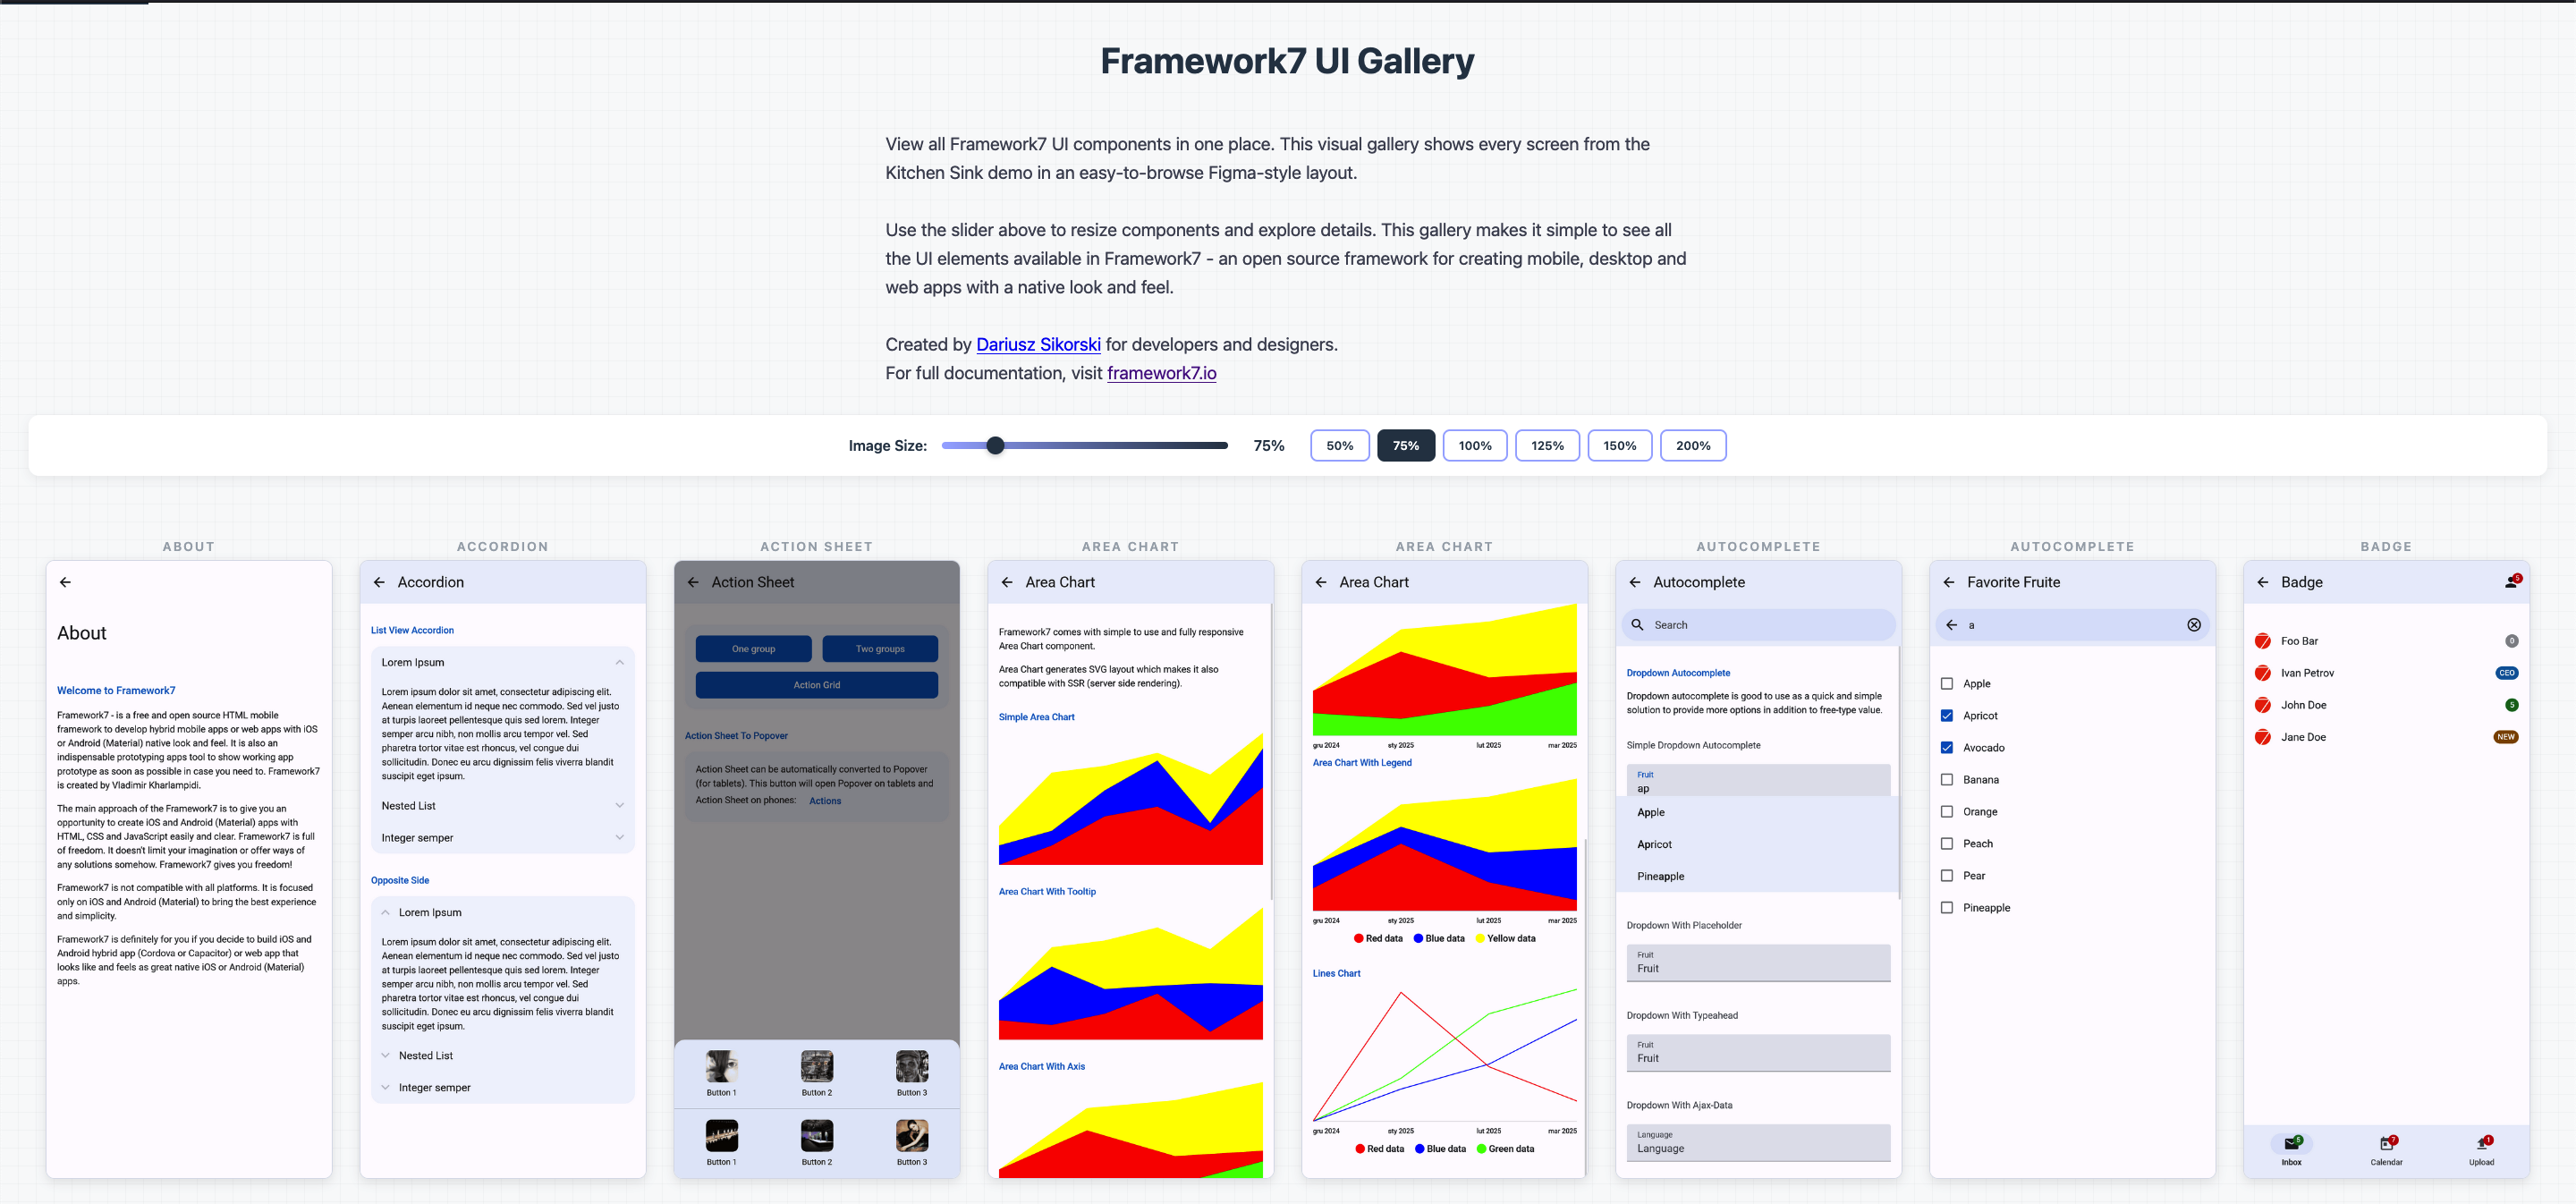 Framework7 UI Gallery
View all Framework7 UI components in one place. This visual gallery shows every screen from the
Kitchen Sink demo in an easy-to-browse Figma-style layout.
Use the slider above to resize components and explore details. This gallery makes it simple to see all
the UI elements available in Framework7 - an open source framework for creating mobile, desktop and
web apps with a native look and feel.
Created by Dariusz Sikorski for developers and designers.
For full documentation, visit framework7.io
Image Size: 75% 50% 75% 100% 125% 150% 200%
ABOUT
About
Welcome to Framework7
Framework7 - is a free and open source HTML mobile
framework to develop hybrid mobile apps or web apps with iOS
or Android (Material) native look and feel. It is also an
indispensable prototyping apps tool to show working app
prototype as soon as possible in case you need to. Framework7
is created by Vladimir Kharlampidi.
The main approach of the Framework7 is to give you an
opportunity to create iOS and Android (Material) apps with
HTML, CSS and JavaScript easily and clear. Framework7 is full
of freedom. It doesn't limit your imagination or offer ways of
any solutions somehow. Framework7 gives you freedom!
Framework7 is not compatible with all platforms. It is focused
only on iOS and Android (Material) to bring the best experience
and simplicity.
Framework7 is definitely for you if you decide to build iOS and
Android hybrid app (Cordova or Capacitor) or web app that
looks like and feels as great native iOS or Android (Material)
apps.
ACCORDION
Accordion
List View Accordion
Lorem Ipsum
Lorem ipsum dolor sit amet, consectetur adipiscing elit.
Aenean elementum id neque nec commodo. Sed vel justo
at turpis laoreet pellentesque quis sed lorem. Integer
semper arcu nibh, non mollis arcu tempor vel. Sed
pharetra tortor vitae est rhoncus, vel congue dui
sollicitudin. Donec eu arcu dignissim felis viverra blandit
suscipit eget ipsum.
Nested List
Integer semper
Opposite Side
Lorem Ipsum
Lorem ipsum dolor sit amet, consectetur adipiscing elit.
Aenean elementum id neque nec commodo. Sed vel justo
at turpis laoreet pellentesque quis sed lorem. Integer
semper arcu nibh, non mollis arcu tempor vel. Sed
pharetra tortor vitae est rhoncus, vel congue dui
sollicitudin. Donec eu arcu dignissim felis viverra blandit
suscipit eget ipsum.
Nested List
Integer semper
ACTION SHEET
Action Sheet
One group Two groups
Action Grid
Action Sheet To Popover
Action Sheet can be automatically converted to Popover
(for tablets). This button will open Popover on tablets and
Action Sheet on phones: Actions
Button 1 Button 2 Button 3
Button 1 Button 2 Button 3
AREA CHART
Area Chart
Framework7 comes with simple to use and fully responsive
Area Chart component.
Area Chart generates SVG layout which makes it also
compatible with SSR (server side rendering).
Simple Area Chart
Area Chart With Tooltip
Area Chart With Axis
AREA CHART
Area Chart
gru 2024 sty 2025 lut 2025 mar 2025
Area Chart With Legend
gru 2024 sty 2025 lut 2025 mar 2025
Red data Blue data Yellow data
Lines Chart
gru 2024 sty 2025 lut 2025 mar 2025
Red data Blue data Green data
AUTOCOMPLETE
Autocomplete
Search
Dropdown Autocomplete
Dropdown autocomplete is good to use as a quick and simple
solution to provide more options in addition to free-type value.
Simple Dropdown Autocomplete
Fruit
ap
Apple
Apricot
Pineapple
Dropdown With Placeholder
Fruit
Fruit
Dropdown With Typeahead
Fruit
Fruit
Dropdown With Ajax-Data
Language
Language
AUTOCOMPLETE
Favorite Fruite
a
Apple
Apricot
Avocado
Banana
Orange
Peach
Pear
Pineapple
BADGE
Badge 5
Foo Bar 0
Ivan Petrov CEO
John Doe 5
Jane Doe NEW
5 7 1
Inbox Calendar Upload